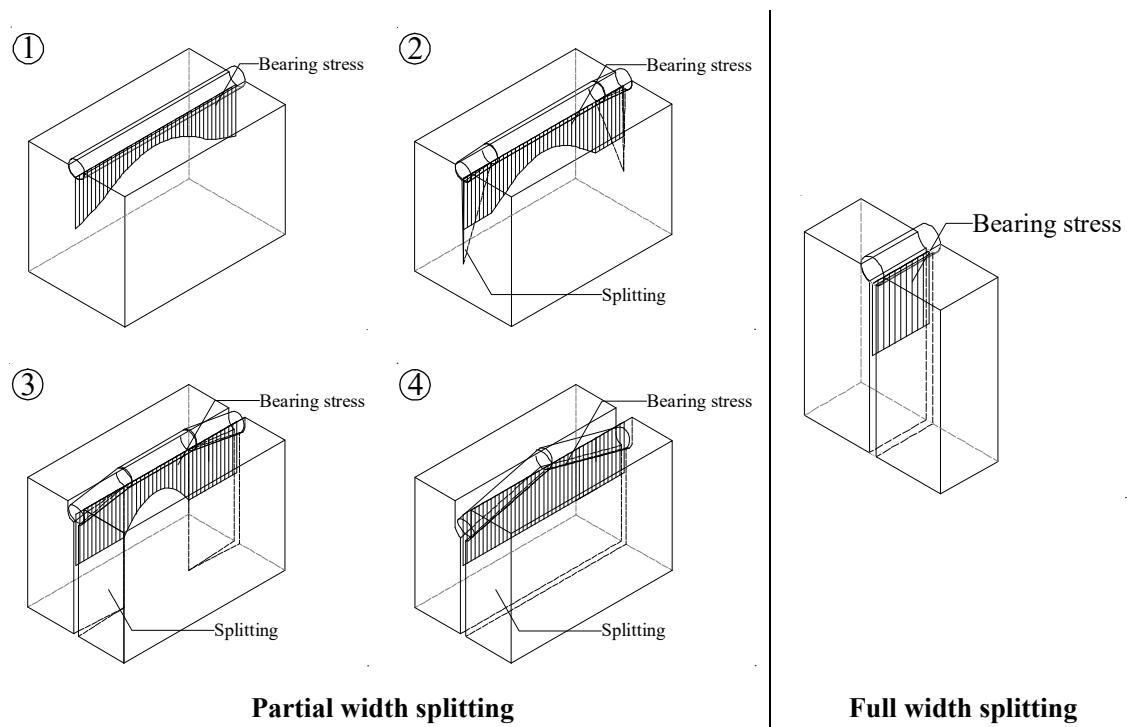 ① Bearing stress
② Bearing stress
Splitting
Bearing stress
③ Bearing stress
Splitting
④ Bearing stress
Splitting
Partial width splitting
Full width splitting